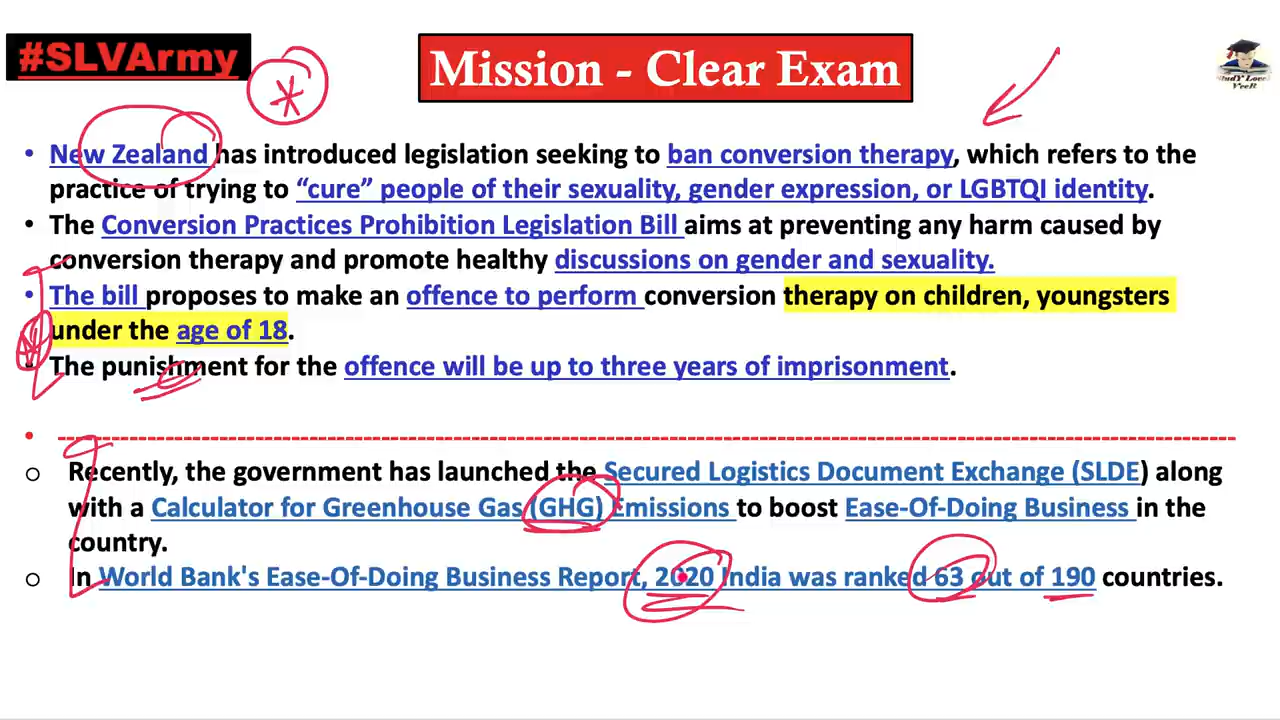 #SLVArmy
Mission - Clear Exam
StudY Lover
VeeR
• New Zealand has introduced legislation seeking to ban conversion therapy, which refers to the
practice of trying to “cure” people of their sexuality, gender expression, or LGBTQI identity.
• The Conversion Practices Prohibition Legislation Bill aims at preventing any harm caused by
conversion therapy and promote healthy discussions on gender and sexuality.
• The bill proposes to make an offence to perform conversion therapy on children, youngsters
under the age of 18.
• The punishment for the offence will be up to three years of imprisonment.
o Recently, the government has launched the Secured Logistics Document Exchange (SLDE) along
with a Calculator for Greenhouse Gas (GHG) Emissions to boost Ease-Of-Doing Business in the
country.
o In World Bank's Ease-Of-Doing Business Report, 2020 India was ranked 63 out of 190 countries.